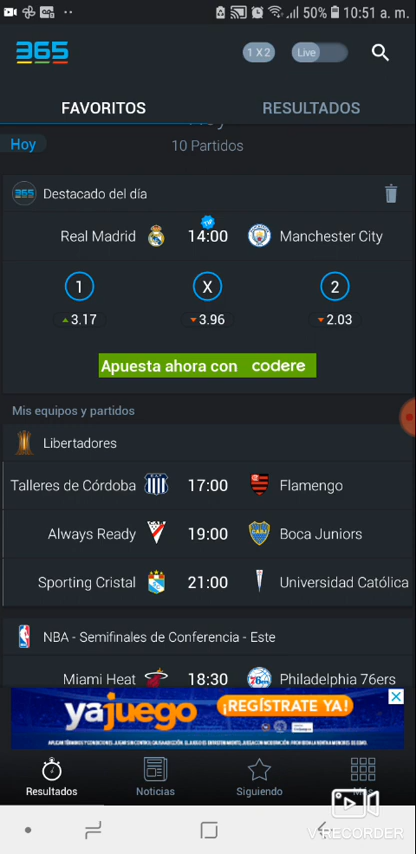 50% 10:51 a. m.
365
1 X 2
Live
FAVORITOS
RESULTADOS
Hoy
10 Partidos
365 Destacado del día
Real Madrid 14:00 Manchester City
1 X 2
3.17 3.96 2.03
Apuesta ahora con codere
Mis equipos y partidos
Libertadores
Talleres de Córdoba 17:00 Flamengo
Always Ready 19:00 Boca Juniors
Sporting Cristal 21:00 Universidad Católica
NBA - Semifinales de Conferencia - Este
Miami Heat 18:30 Philadelphia 76ers
yajuego ¡REGÍSTRATE YA!
Resultados Noticias Siguiendo
V RECORDER